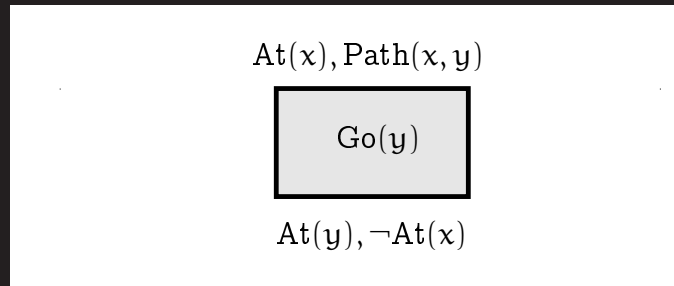 At(x), Path(x, y)
Go(y)
At(y), ¬At(x)